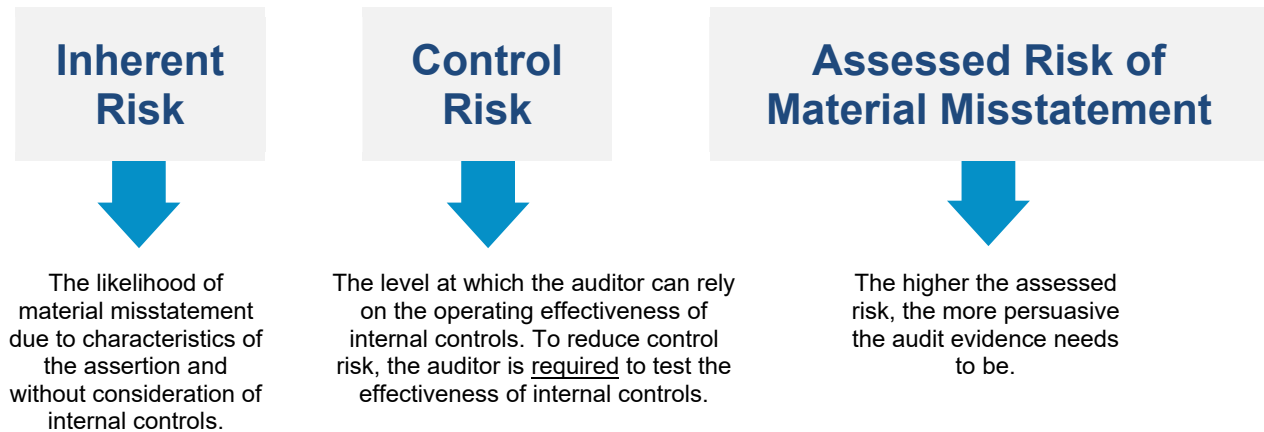 Inherent
Risk
The likelihood of
material misstatement
due to characteristics of
the assertion and
without consideration of
internal controls.
Control
Risk
The level at which the auditor can rely
on the operating effectiveness of
internal controls. To reduce control
risk, the auditor is required to test the
effectiveness of internal controls.
Assessed Risk of
Material Misstatement
The higher the assessed
risk, the more persuasive
the audit evidence needs
to be.